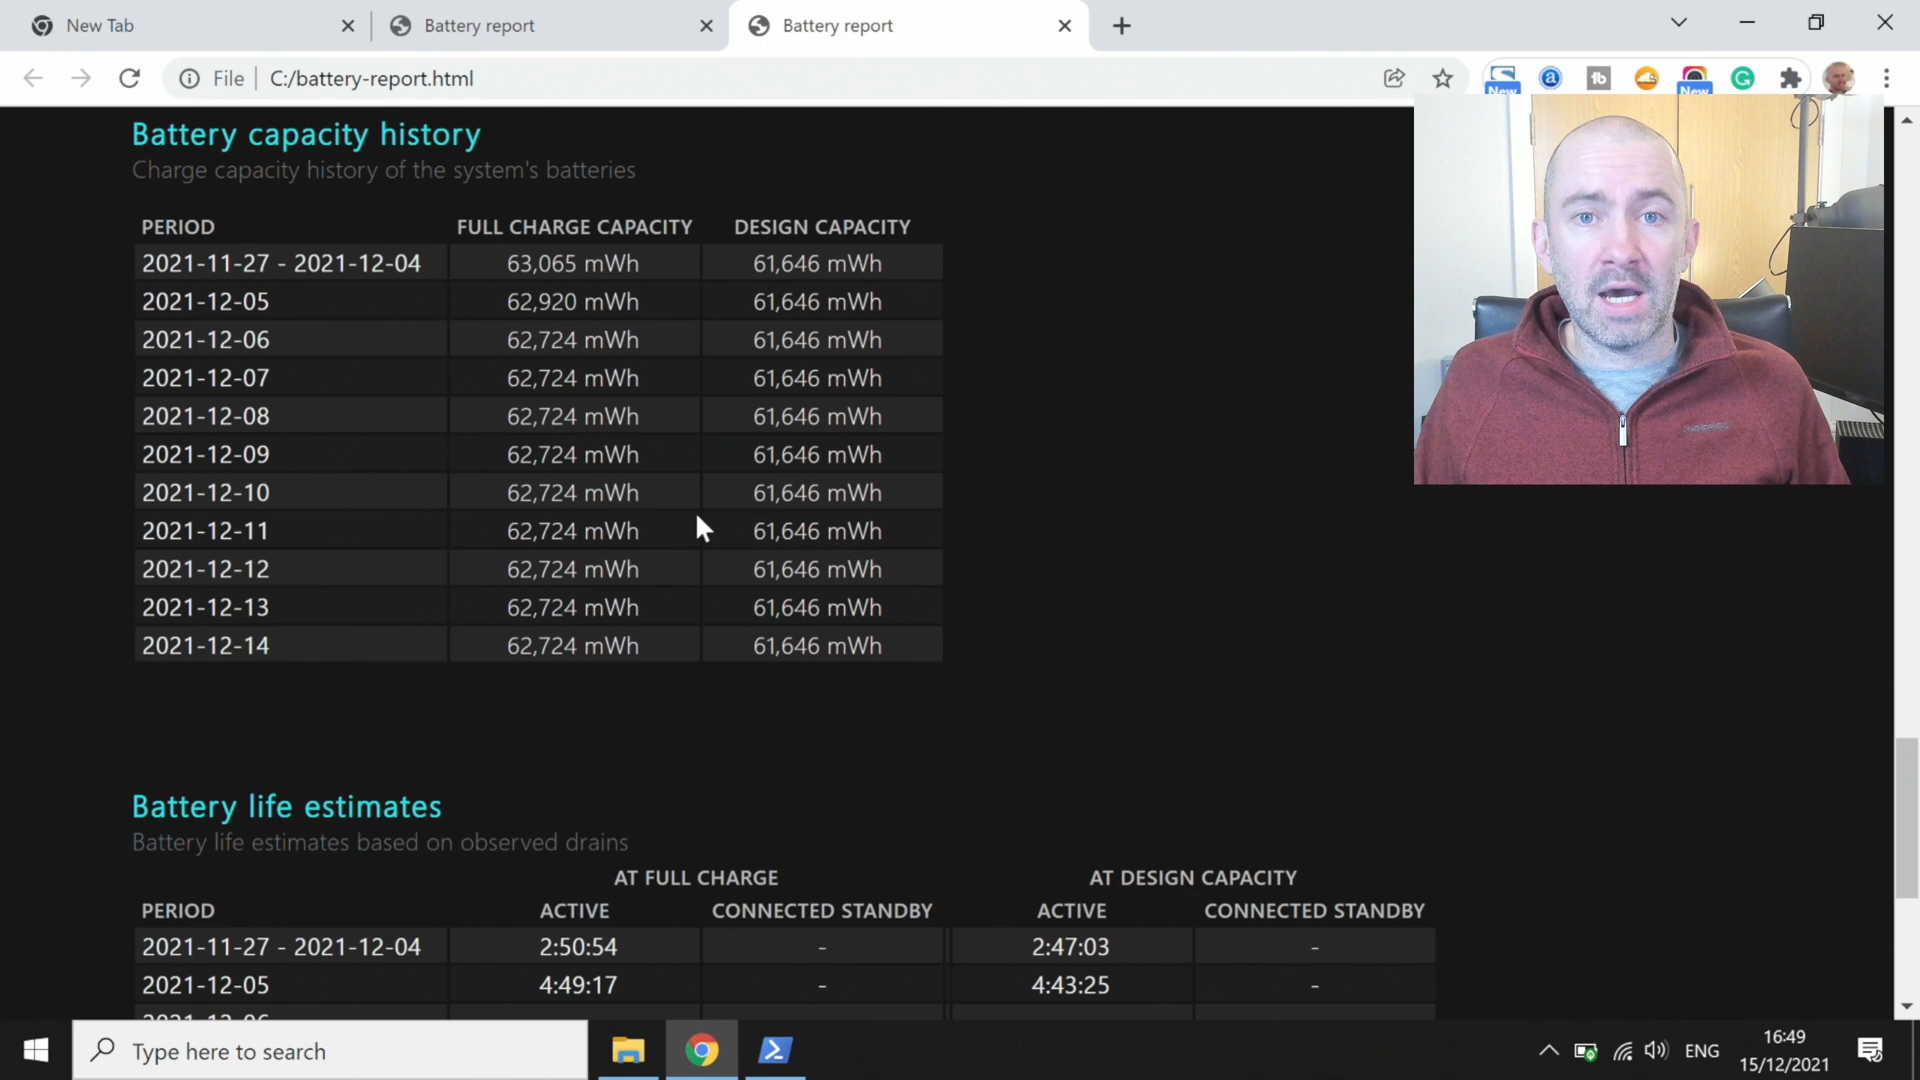 New Tab
Battery report
Battery report
File
C:/battery-report.html
New
New
Battery capacity history
Charge capacity history of the system's batteries
PERIOD FULL CHARGE CAPACITY DESIGN CAPACITY
2021-11-27 - 2021-12-04 63,065 mWh 61,646 mWh
2021-12-05 62,920 mWh 61,646 mWh
2021-12-06 62,724 mWh 61,646 mWh
2021-12-07 62,724 mWh 61,646 mWh
2021-12-08 62,724 mWh 61,646 mWh
2021-12-09 62,724 mWh 61,646 mWh
2021-12-10 62,724 mWh 61,646 mWh
2021-12-11 62,724 mWh 61,646 mWh
2021-12-12 62,724 mWh 61,646 mWh
2021-12-13 62,724 mWh 61,646 mWh
2021-12-14 62,724 mWh 61,646 mWh
Battery life estimates
Battery life estimates based on observed drains
AT FULL CHARGE AT DESIGN CAPACITY
PERIOD ACTIVE CONNECTED STANDBY ACTIVE CONNECTED STANDBY
2021-11-27 - 2021-12-04 2:50:54 - 2:47:03 -
2021-12-05 4:49:17 - 4:43:25 -
2021-12-06
Type here to search
ENG
16:49
15/12/2021